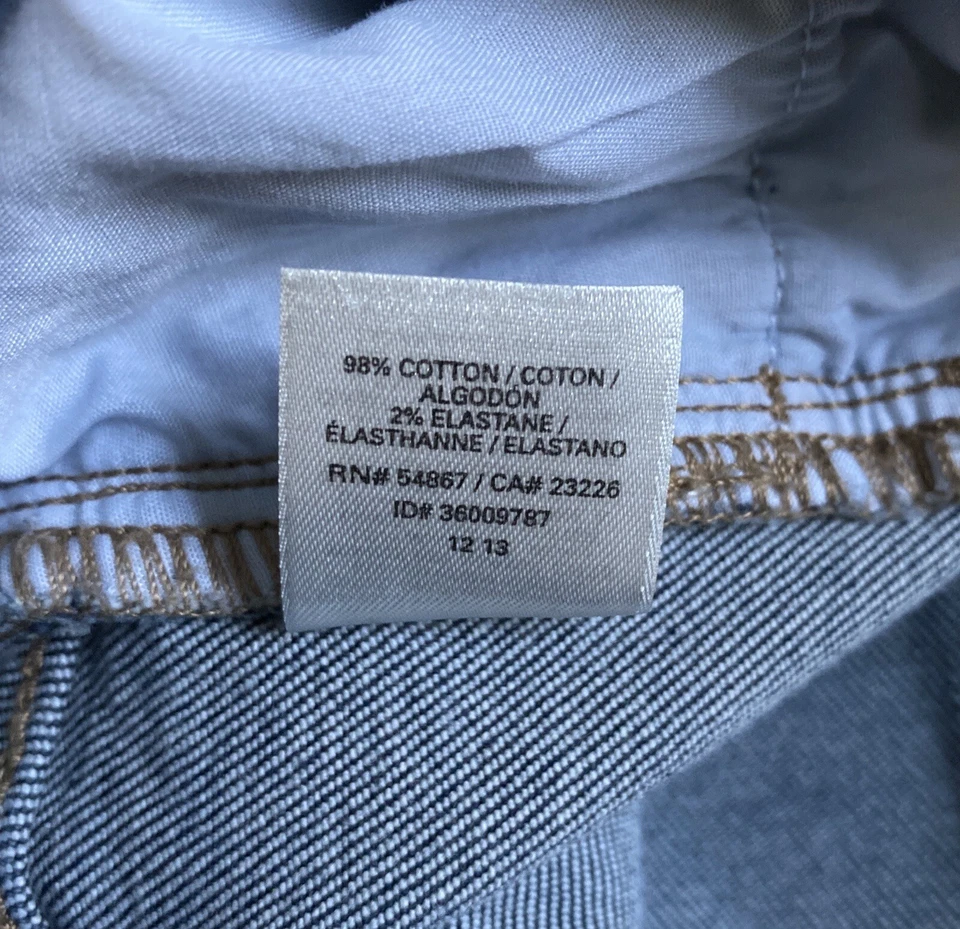 98% COTTON / COTON /
ALGODÓN
2% ELASTANE /
ÉLASTHANNE / ELASTANO
RN# 54867 / CA# 23226
ID# 36009787
12 13